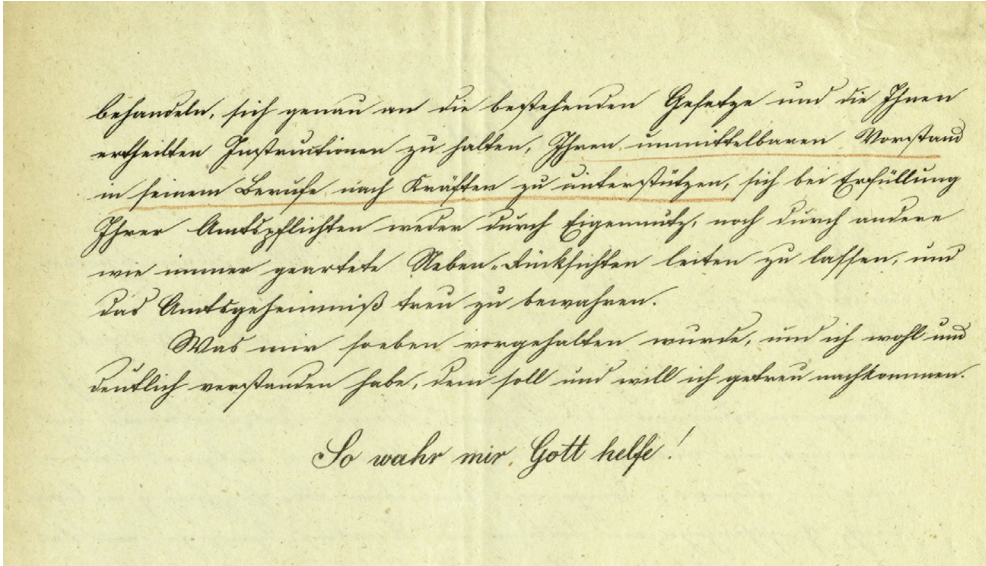 behandeln, sich genau an die bestehenden Gesetze und die Ihnen
ertheilten Instructionen zu halten, Ihren unmittelbaren Vorstand
in seinem Berufe nach Kräften zu unterstützen, sich bei Erfüllung
Ihrer Amtspflichten weder durch Eigennutz, noch durch andere
wie immer geartete Neben-Rücksichten leiten zu lassen, und
das Amtsgeheimniß treu zu bewahren.
Was mir soeben vorgehalten wurde, und ich wohl und
deutlich verstanden habe, dem soll und will ich getreu nachkommen.
So wahr mir Gott helfe!